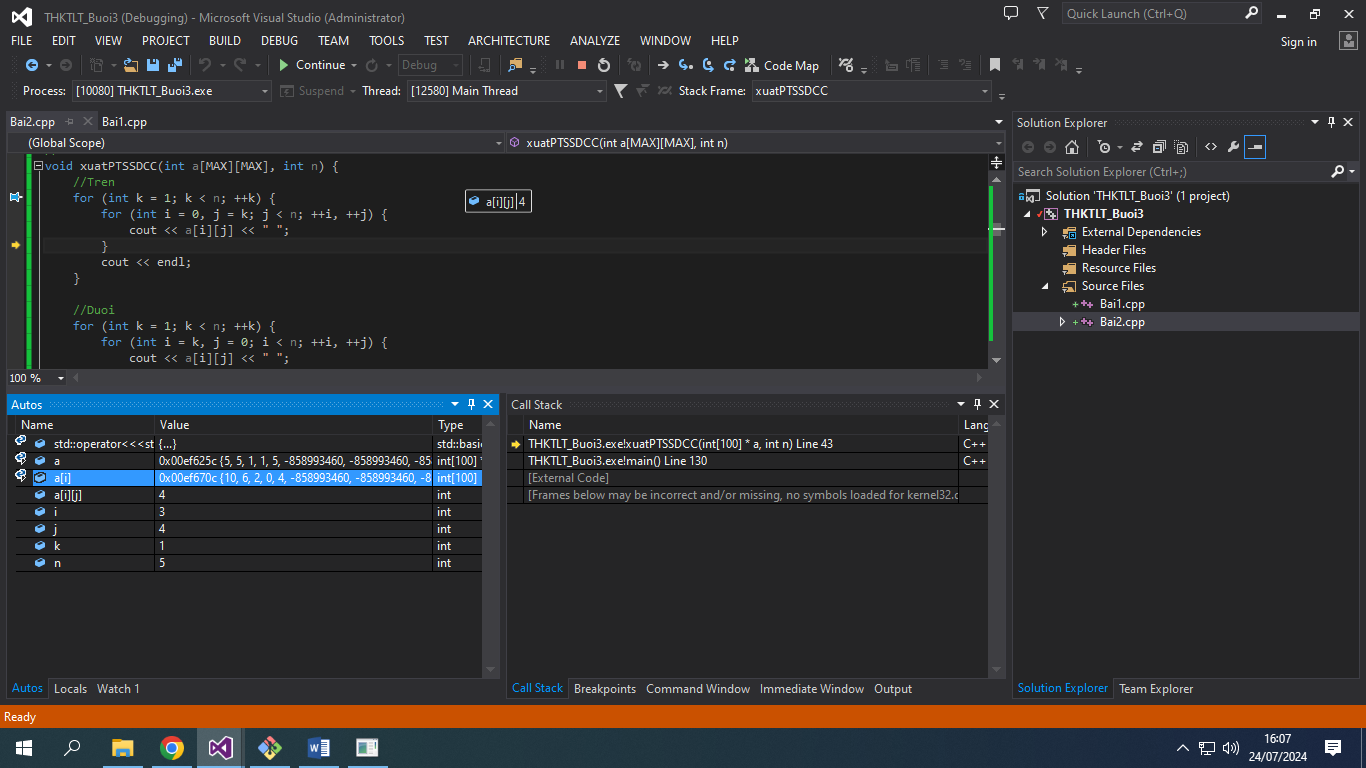 THKTLT_Buoi3 (Debugging) - Microsoft Visual Studio (Administrator)
Quick Launch (Ctrl+Q)
FILE EDIT VIEW PROJECT BUILD DEBUG TEAM TOOLS TEST ARCHITECTURE ANALYZE WINDOW HELP
Sign in
Continue Debug Code Map
Process: [10080] THKTLT_Buoi3.exe Suspend Thread: [12580] Main Thread Stack Frame: xuatPTSSDCC
Bai2.cpp Bai1.cpp
(Global Scope) xuatPTSSDCC(int a[MAX][MAX], int n)
void xuatPTSSDCC(int a[MAX][MAX], int n) {
//Tren
for (int k = 1; k < n; ++k) {
a[i][j] 4
for (int i = 0, j = k; j < n; ++i, ++j) {
cout << a[i][j] << " ";
}
cout << endl;
}
//Duoi
for (int k = 1; k < n; ++k) {
for (int i = k, j = 0; i < n; ++i, ++j) {
cout << a[i][j] << " ";
100 %
Autos
Name Value Type
std::operator<<<st {...} std::basic
a 0x00ef625c {5, 5, 1, 1, 5, -858993460, -858993460, -85 int[100] *
a[i] 0x00ef670c {10, 6, 2, 0, 4, -858993460, -858993460, -8 int[100]
a[i][j] 4 int
i 3 int
j 4 int
k 1 int
n 5 int
Autos Locals Watch 1
Call Stack
Name Lang
THKTLT_Buoi3.exe!xuatPTSSDCC(int[100] * a, int n) Line 43 C++
THKTLT_Buoi3.exe!main() Line 130 C++
[External Code]
[Frames below may be incorrect and/or missing, no symbols loaded for kernel32.d
Call Stack Breakpoints Command Window Immediate Window Output
Solution Explorer
Search Solution Explorer (Ctrl+;)
Solution 'THKTLT_Buoi3' (1 project)
THKTLT_Buoi3
External Dependencies
Header Files
Resource Files
Source Files
Bai1.cpp
Bai2.cpp
Solution Explorer Team Explorer
Ready
16:07
24/07/2024